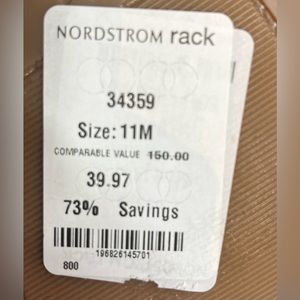 NORDSTROM rack
34359
Size: 11M
COMPARABLE VALUE 150.00
39.97
73% Savings
196826145701
800